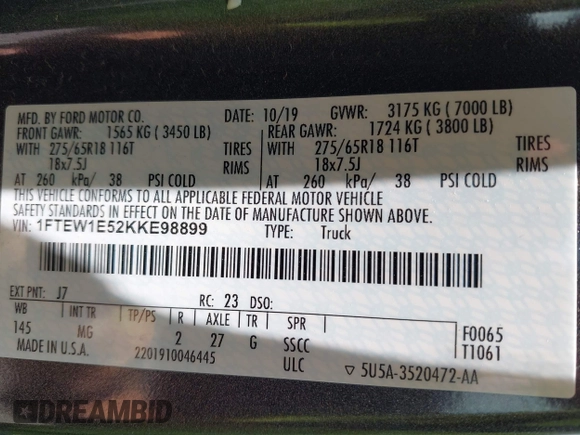 MFD. BY FORD MOTOR CO. DATE: 10/19 GVWR: 3175 KG ( 7000 LB)
FRONT GAWR: 1565 KG ( 3450 LB) REAR GAWR: 1724 KG ( 3800 LB)
WITH 275/65R18 116T TIRES WITH 275/65R18 116T TIRES
18x7.5J RIMS 18x7.5J RIMS
AT 260 kPa/ 38 PSI COLD AT 260 kPa/ 38 PSI COLD
THIS VEHICLE CONFORMS TO ALL APPLICABLE FEDERAL MOTOR VEHICLE
SAFETY STANDARDS IN EFFECT ON THE DATE OF MANUFACTURE SHOWN ABOVE.
VIN: 1FTEW1E52KKE98899 TYPE: Truck
EXT PNT: J7 RC: 23 DSO:
WB INT TR TP/PS R AXLE TR SPR F0065
145 MG 2 27 G SSCC T1061
MADE IN U.S.A. 2201910046445 ULC ▽ 5U5A-3520472-AA
DREAMBID